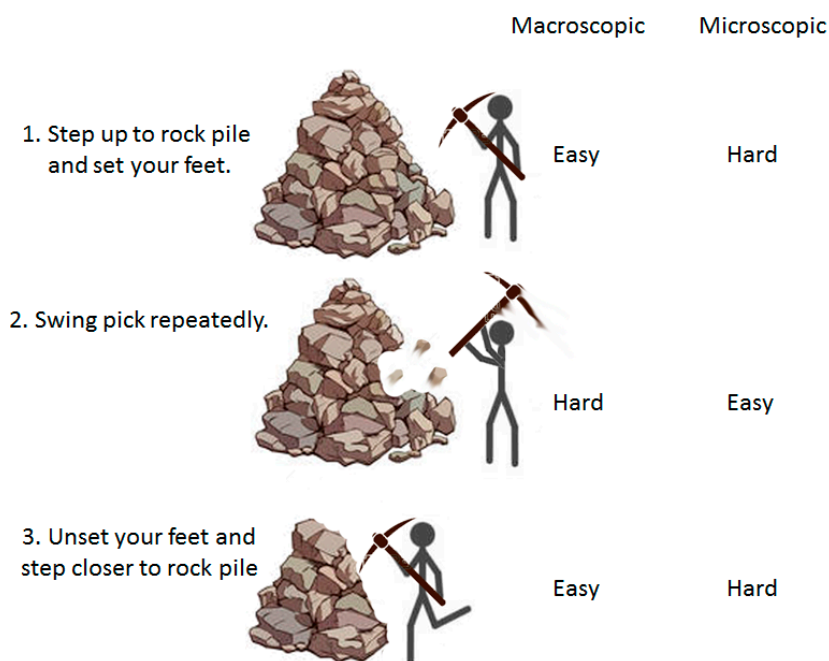 Macroscopic Microscopic
1. Step up to rock pile
and set your feet.
Easy Hard
2. Swing pick repeatedly.
Hard Easy
3. Unset your feet and
step closer to rock pile
Easy Hard